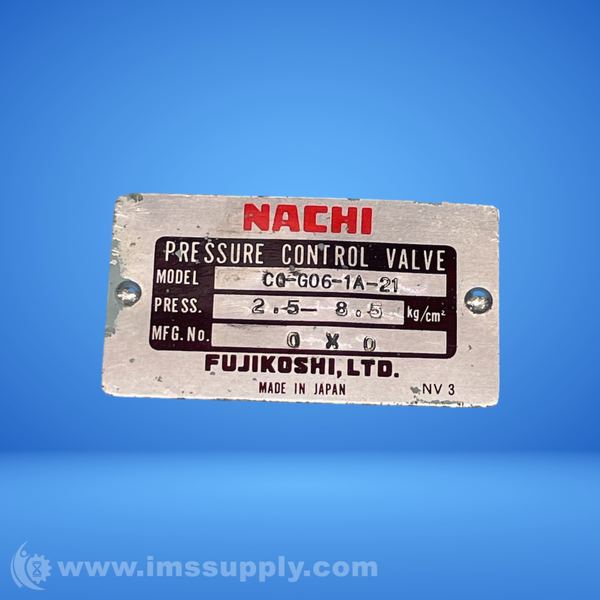 NACHI
PRESSURE CONTROL VALVE
MODEL CQ-G06-1A-21
PRESS. 2.5-8.5 kg/cm²
MFG.No. 0 X 0
FUJIKOSHI,LTD.
MADE IN JAPAN NV 3
www.imssupply.com